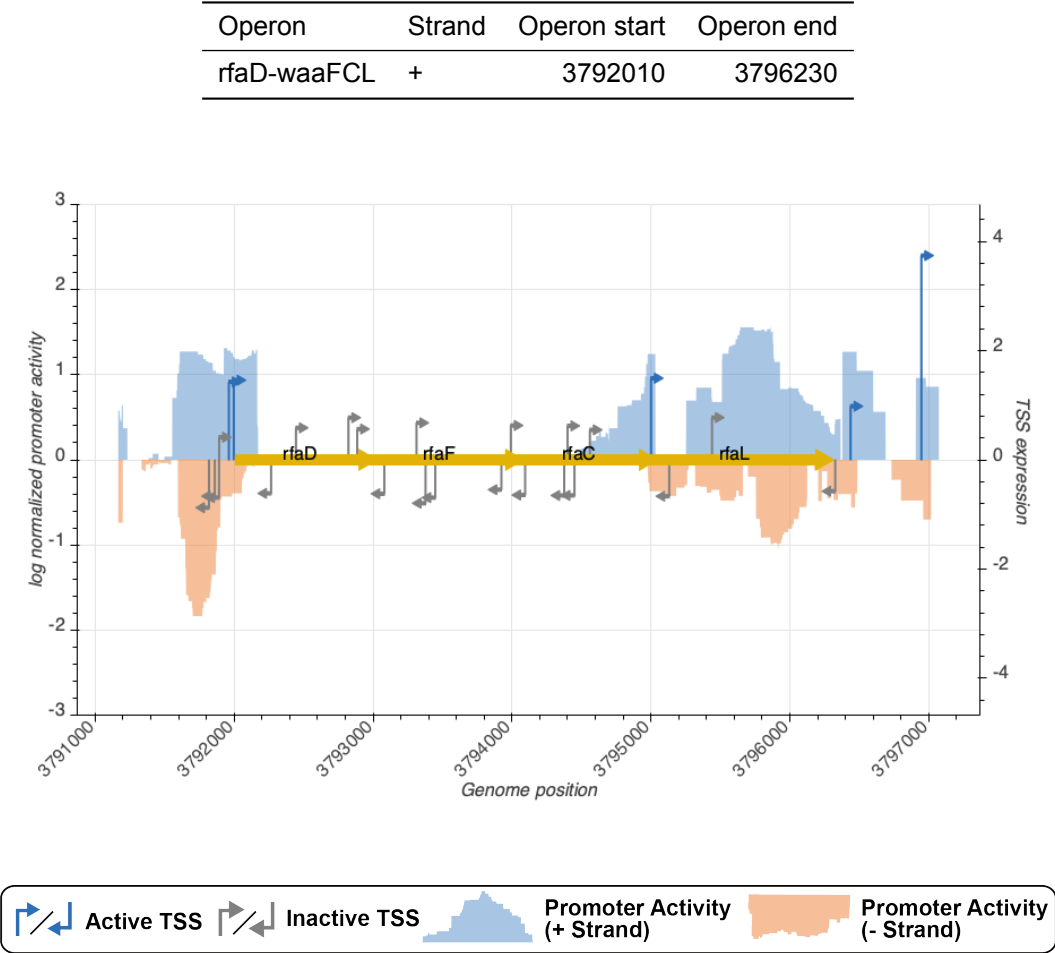 Operon Strand Operon start Operon end
rfaD-waaFCL + 3792010 3796230
3
2
1
0
-1
-2
-3
log normalized promoter activity
4
2
0
-2
-4
TSS expression
rfaD rfaF rfaC rfaL
3791000 3792000 3793000 3794000 3795000 3796000 3797000
Genome position
Active TSS
Inactive TSS
Promoter Activity
(+ Strand)
Promoter Activity
(- Strand)